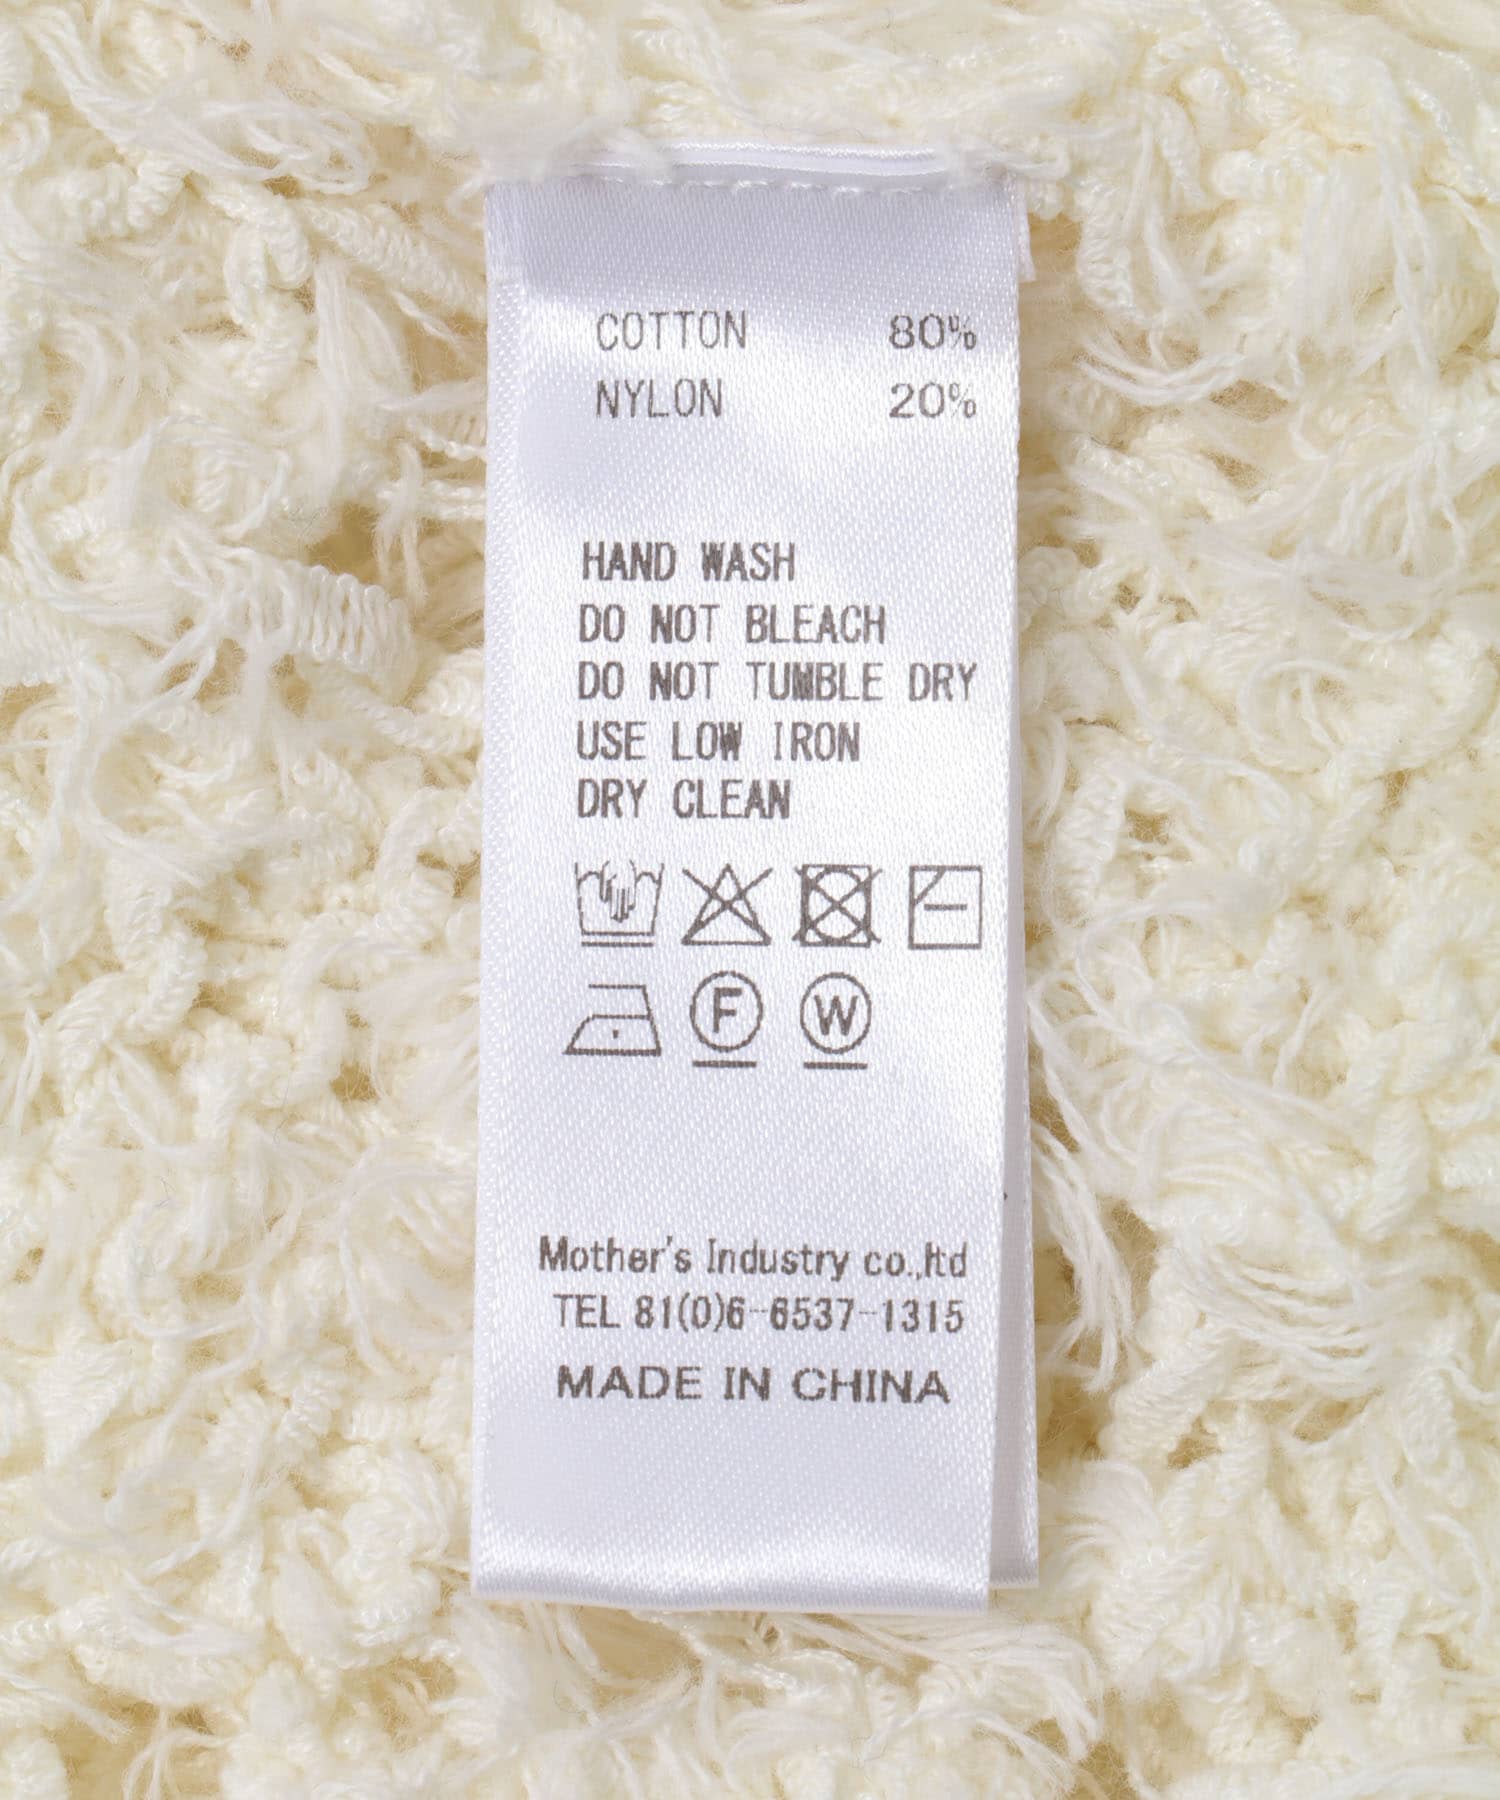 COTTON 80%
NYLON 20%
HAND WASH
DO NOT BLEACH
DO NOT TUMBLE DRY
USE LOW IRON
DRY CLEAN
F W
Mother's Industry co.,ltd
TEL 81(0)6-6537-1315
MADE IN CHINA